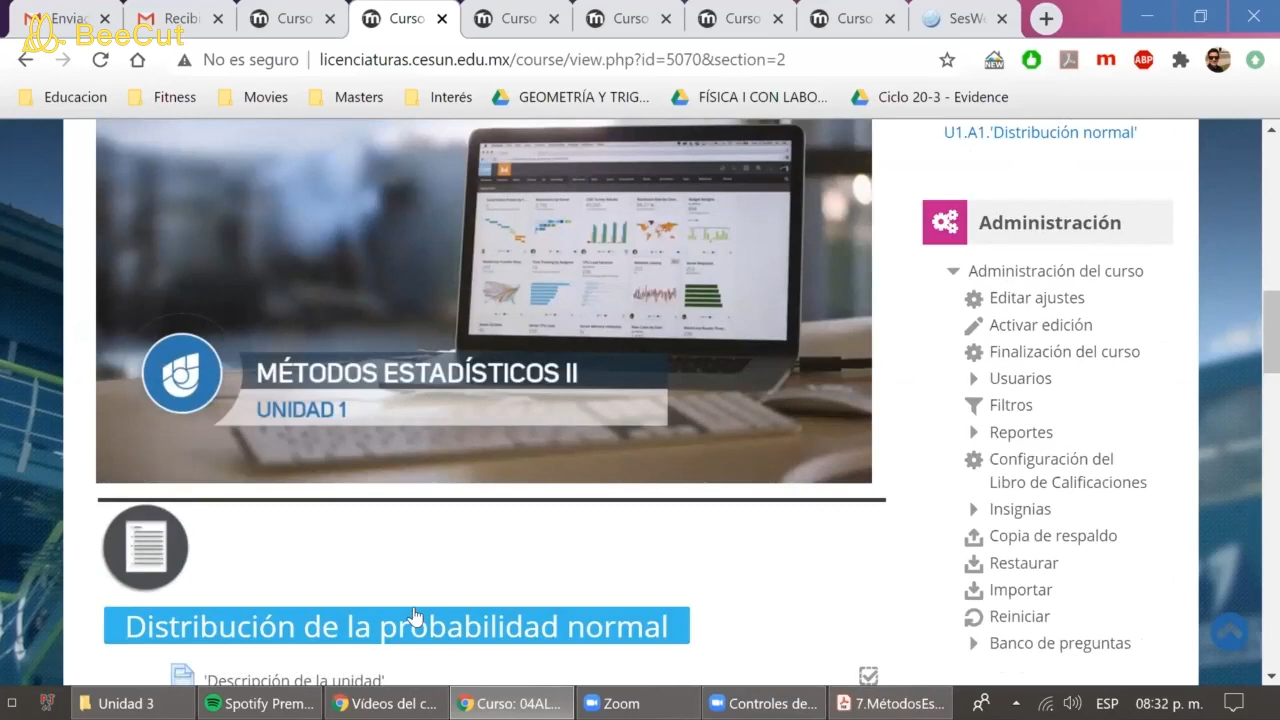 Enviac
Recib
Curso
Curso
Curso
Curso
Curso
Curso
SesW
BeeCut
No es seguro
licenciaturas.cesun.edu.mx/course/view.php?id=5070&section=2
NEW
m
ABP
Educacion
Fitness
Movies
Masters
Interés
GEOMETRÍA Y TRIG...
FÍSICA I CON LABO...
Ciclo 20-3 - Evidence
U1.A1.'Distribución normal'
Administración
Administración del curso
Editar ajustes
Activar edición
Finalización del curso
Usuarios
Filtros
Reportes
Configuración del
Libro de Calificaciones
Insignias
Copia de respaldo
Restaurar
Importar
Reiniciar
Banco de preguntas
MÉTODOS ESTADÍSTICOS II
UNIDAD 1
Distribución de la probabilidad normal
'Descripción de la unidad'
Unidad 3
Spotify Prem...
Vídeos del c...
Curso: 04AL...
Zoom
Controles de...
7.MétodosEs...
ESP
08:32 p. m.